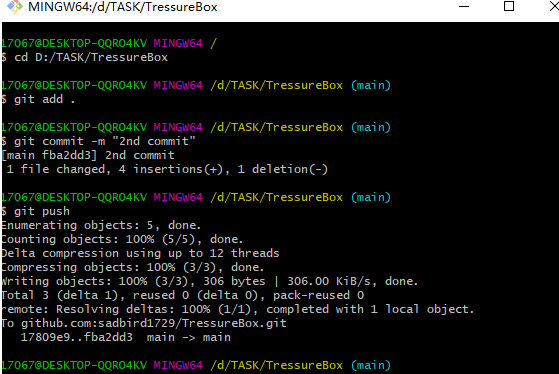 MINGW64:/d/TASK/TressureBox
17067@DESKTOP-QQRO4KV MINGW64 /
$ cd D:/TASK/TressureBox
17067@DESKTOP-QQRO4KV MINGW64 /d/TASK/TressureBox (main)
$ git add .
17067@DESKTOP-QQRO4KV MINGW64 /d/TASK/TressureBox (main)
$ git commit -m "2nd commit"
[main fba2dd3] 2nd commit
1 file changed, 4 insertions(+), 1 deletion(-)
17067@DESKTOP-QQRO4KV MINGW64 /d/TASK/TressureBox (main)
$ git push
Enumerating objects: 5, done.
Counting objects: 100% (5/5), done.
Delta compression using up to 12 threads
Compressing objects: 100% (3/3), done.
Writing objects: 100% (3/3), 306 bytes | 306.00 KiB/s, done.
Total 3 (delta 1), reused 0 (delta 0), pack-reused 0
remote: Resolving deltas: 100% (1/1), completed with 1 local object.
To github.com:sadbird1729/TressureBox.git
17809e9..fba2dd3  main -> main
17067@DESKTOP-QQRO4KV MINGW64 /d/TASK/TressureBox (main)